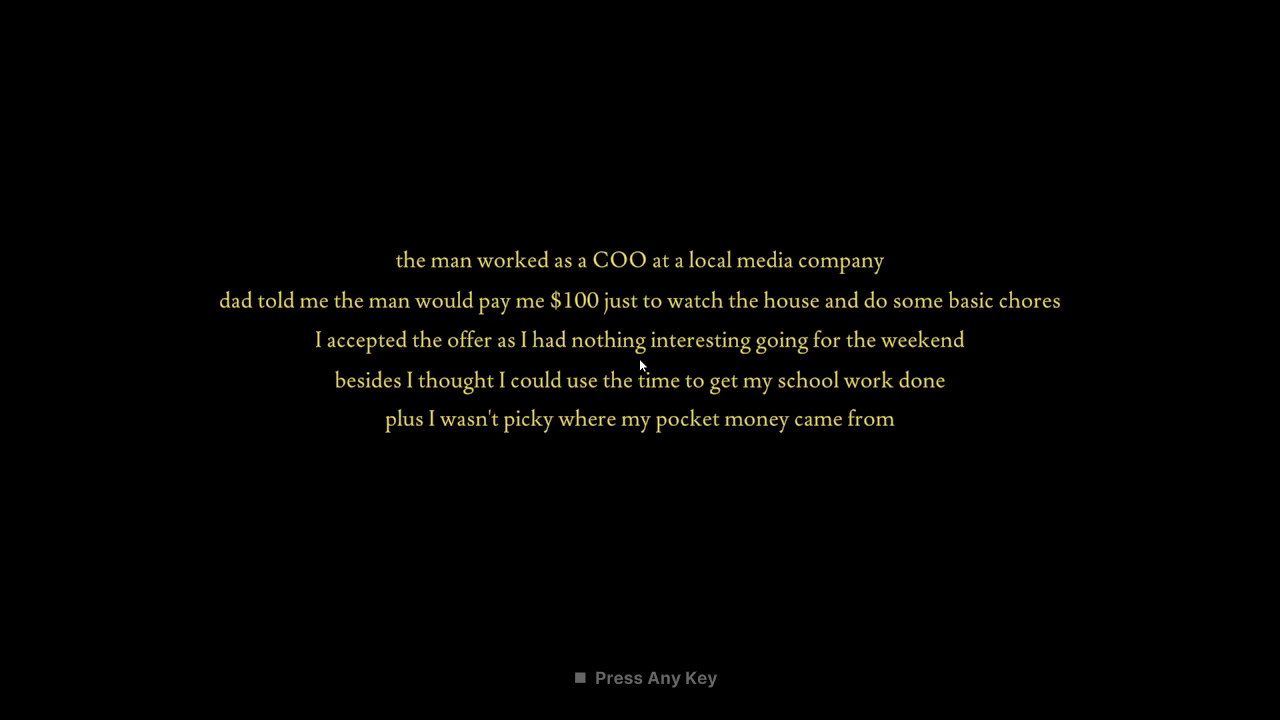 the man worked as a COO at a local media company
dad told me the man would pay me $100 just to watch the house and do some basic chores
I accepted the offer as I had nothing interesting going for the weekend
besides I thought I could use the time to get my school work done
plus I wasn't picky where my pocket money came from
Press Any Key